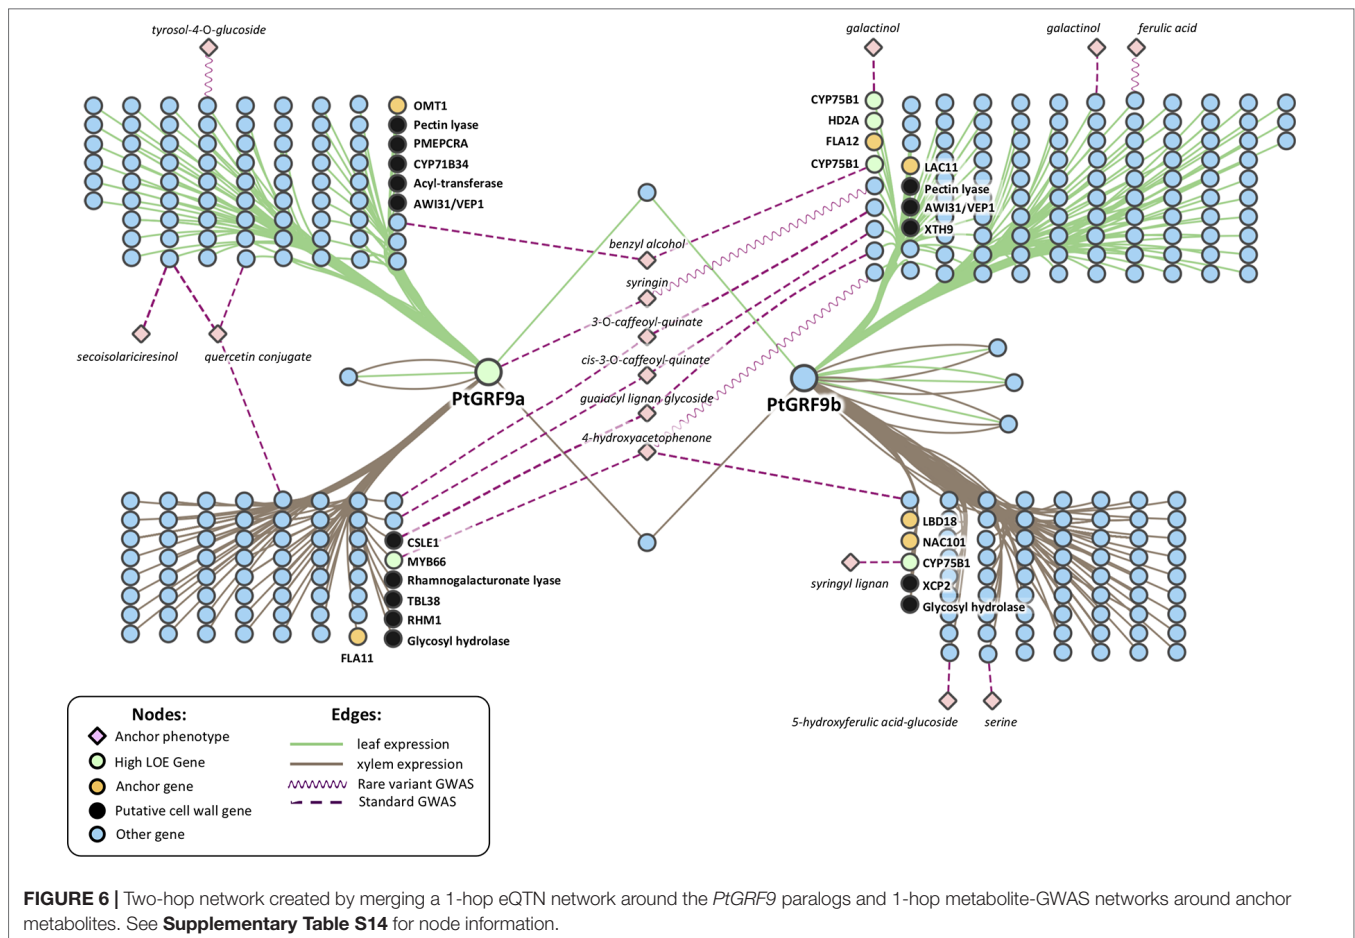 tyrosol-4-O-glucoside
galactinol
galactinol
ferulic acid
OMT1
Pectin lyase
PMEPCRA
CYP71B34
Acyl-transferase
AWI31/VEP1
CYP75B1
HD2A
FLA12
CYP75B1
LAC11
Pectin lyase
AWI31/VEP1
XTH9
benzyl alcohol
syringin
3-O-caffeoyl-quinate
cis-3-O-caffeoyl-quinate
guaiacyl lignan glycoside
4-hydroxyacetophenone
secoisolariciresinol
quercetin conjugate
PtGRF9a
PtGRF9b
CSLE1
MYB66
Rhamnogalacturonate lyase
TBL38
RHM1
Glycosyl hydrolase
FLA11
LBD18
NAC101
CYP75B1
XCP2
Glycosyl hydrolase
syringyl lignan
5-hydroxyferulic acid-glucoside
serine
Nodes:
Anchor phenotype
High LOE Gene
Anchor gene
Putative cell wall gene
Other gene
Edges:
leaf expression
xylem expression
Rare variant GWAS
Standard GWAS
FIGURE 6 | Two-hop network created by merging a 1-hop eQTN network around the PtGRF9 paralogs and 1-hop metabolite-GWAS networks around anchor
metabolites. See Supplementary Table S14 for node information.